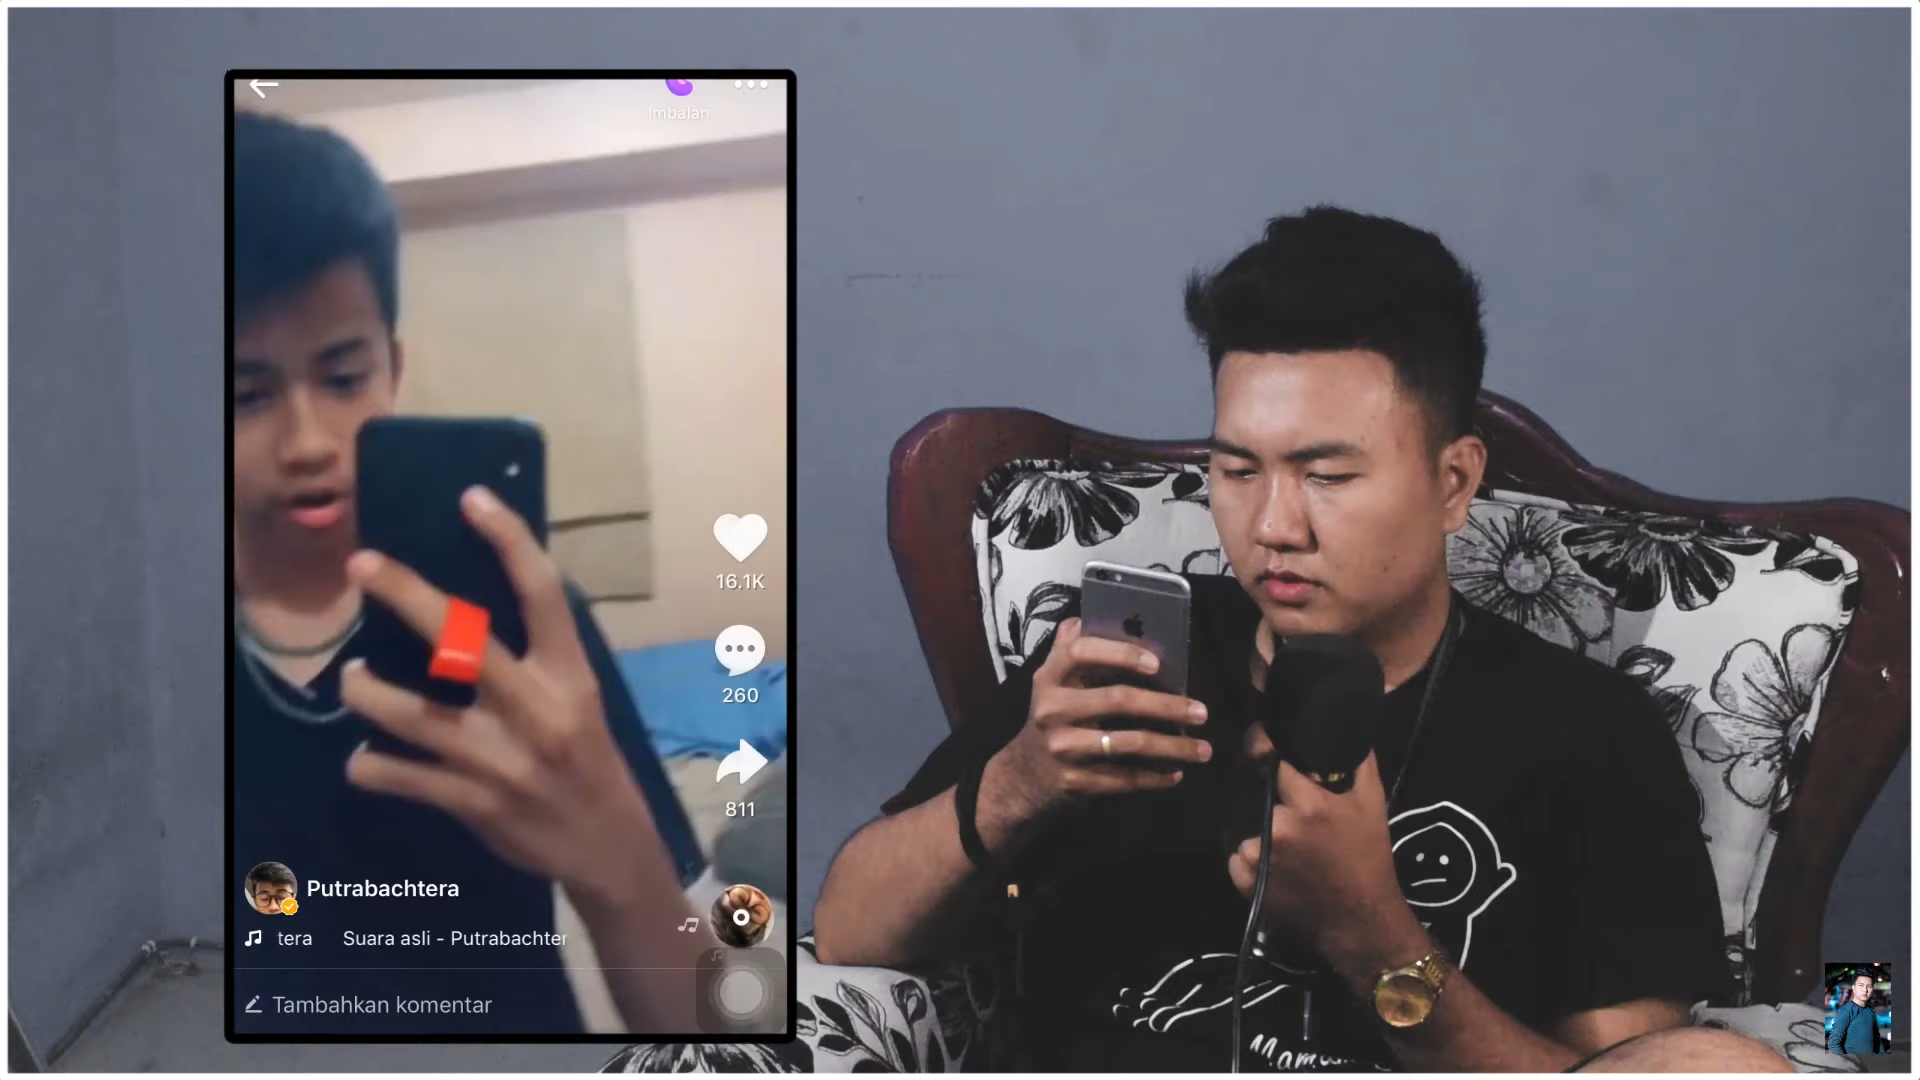 Imbalan
16.1K
260
811
Putrabachtera
tera Suara asli - Putrabachter
Tambahkan komentar